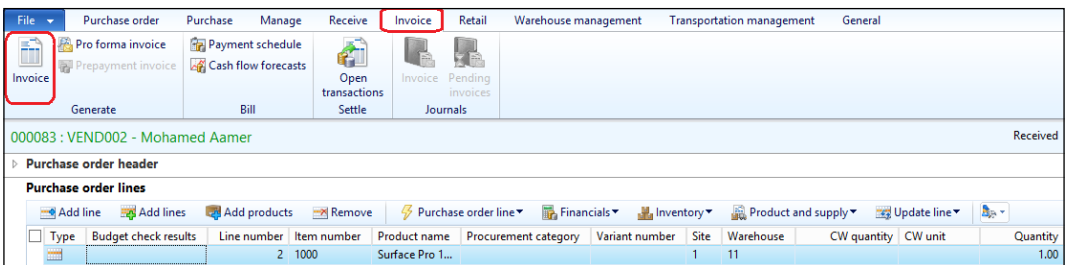 File Purchase order Purchase Manage Receive Invoice Retail Warehouse management Transportation management General
Invoice
Pro forma invoice
Prepayment invoice
Generate
Payment schedule
Cash flow forecasts
Bill
Open transactions
Settle
Invoice
Pending invoices
Journals
000083 : VEND002 - Mohamed Aamer Received
Purchase order header
Purchase order lines
Add line Add lines Add products Remove Purchase order line Financials Inventory Product and supply Update line
Type Budget check results Line number Item number Product name Procurement category Variant number Site Warehouse CW quantity CW unit Quantity
2 1000 Surface Pro 1... 1 11 1.00